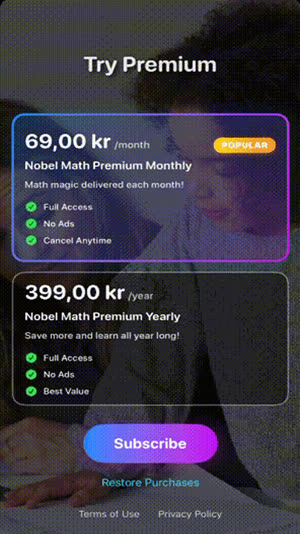 Try Premium
69,00 kr /month
POPULAR
Nobel Math Premium Monthly
Math magic delivered each month!
Full Access
No Ads
Cancel Anytime
399,00 kr /year
Nobel Math Premium Yearly
Save more and learn all year long!
Full Access
No Ads
Best Value
Subscribe
Restore Purchases
Terms of Use Privacy Policy